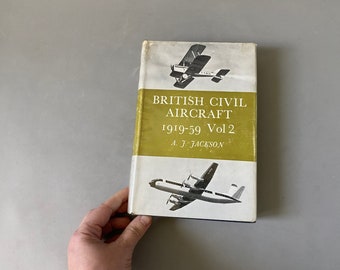 BRITISH CIVIL
AIRCRAFT
1919-59 Vol 2
A. J. JACKSON